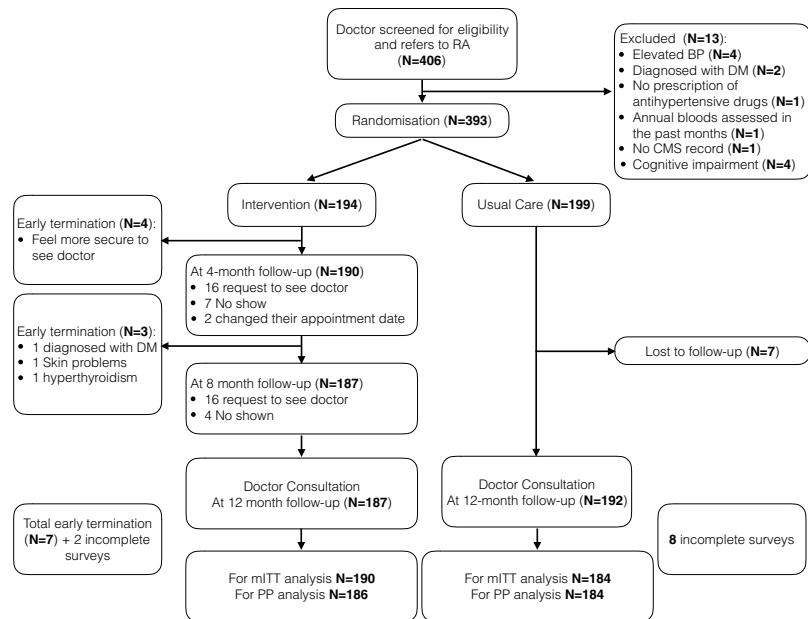 Doctor screened for eligibility
and refers to RA
(N=406)
Excluded (N=13):
• Elevated BP (N=4)
• Diagnosed with DM (N=2)
• No prescription of
antihypertensive drugs (N=1)
• Annual bloods assessed in
the past months (N=1)
• No CMS record (N=1)
• Cognitive impairment (N=4)
Randomisation (N=393)
Intervention (N=194)
Usual Care (N=199)
Early termination (N=4):
• Feel more secure to
see doctor
At 4-month follow-up (N=190)
• 16 request to see doctor
• 7 No show
• 2 changed their appointment date
Early termination (N=3):
• 1 diagnosed with DM
• 1 Skin problems
• 1 hyperthyroidism
Lost to follow-up (N=7)
At 8 month follow-up (N=187)
• 16 request to see doctor
• 4 No shown
Doctor Consultation
At 12 month follow-up (N=187)
Doctor Consultation
At 12-month follow-up (N=192)
Total early termination
(N=7) + 2 incomplete
surveys
8 incomplete surveys
For mITT analysis N=190
For PP analysis N=186
For mITT analysis N=184
For PP analysis N=184